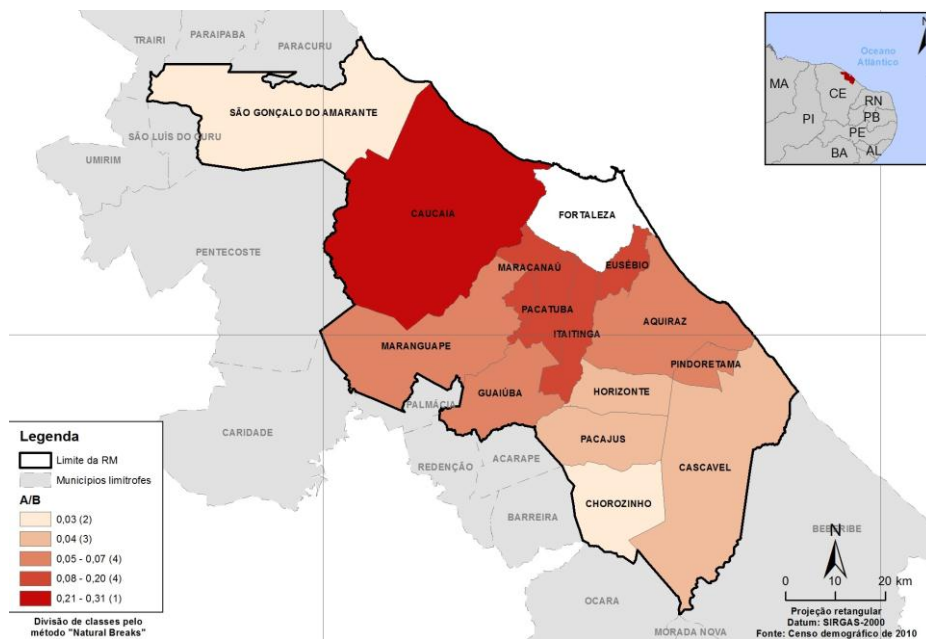 TRAIRI
PARAIPABA
PARACURU
SÃO GONÇALO DO AMARANTE
SÃO LUÍS DO CURU
UMIRIM
PENTECOSTE
CAUCAIA
FORTALEZA
MARACANAÚ
EUSÉBIO
PACATUBA
ITAITINGA
AQUIRAZ
MARANGUAPE
PINDORETAMA
GUAIÚBA
HORIZONTE
PALMÁCIA
CARIDADE
PACAJUS
REDENÇÃO
ACARAPE
CASCAVEL
CHOROZINHO
BARREIRA
BEBERIBE
OCARA
MORADA NOVA
N
Oceano
Atlântico
MA
CE
RN
PI
PB
PE
BA
AL
Legenda
Limite da RM
Municípios limítrofes
A/B
0,03 (2)
0,04 (3)
0,05 - 0,07 (4)
0,08 - 0,20 (4)
0,21 - 0,31 (1)
Divisão de classes pelo
método "Natural Breaks"
N
0 10 20 km
Projeção retangular
Datum: SIRGAS-2000
Fonte: Censo demográfico de 2010